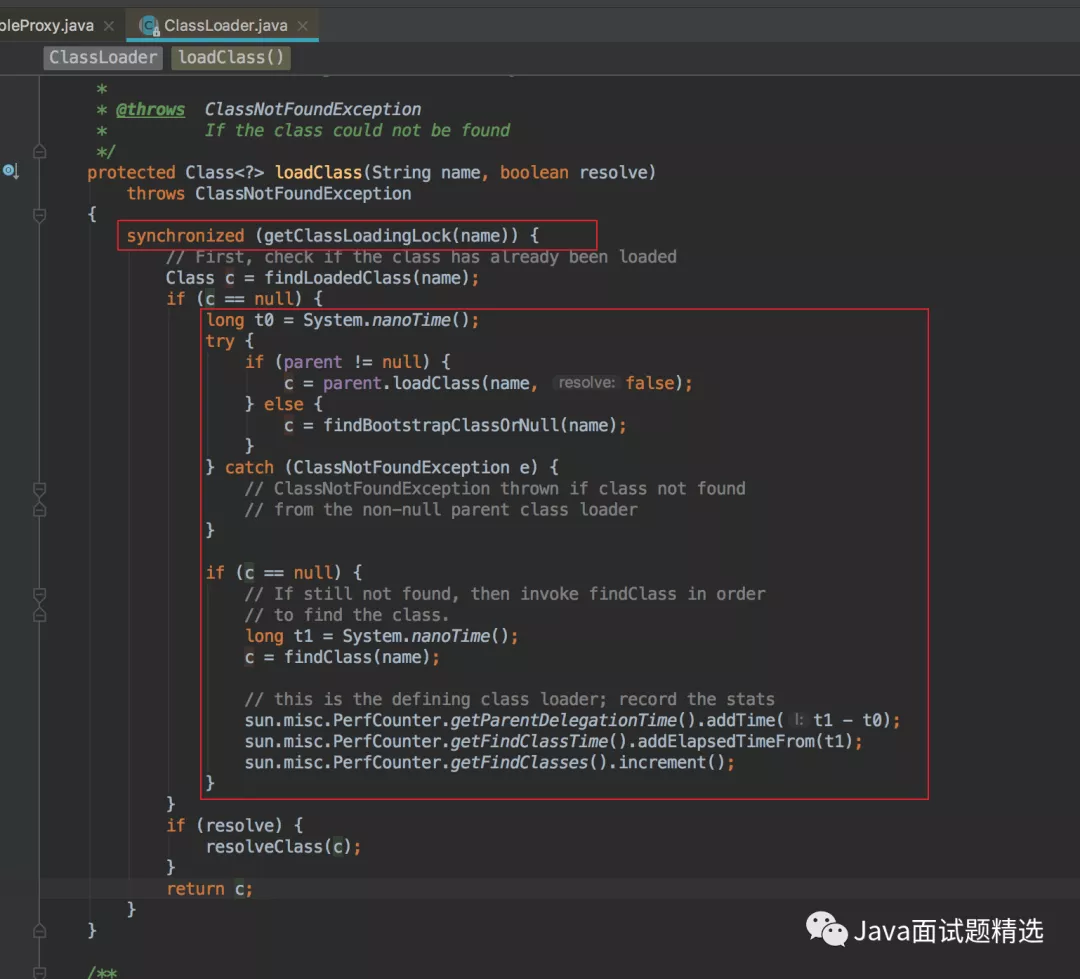 bleProxy.java × ClassLoader.java ×
ClassLoader loadClass()
*
* @throws ClassNotFoundException
* If the class could not be found
*/
protected Class<?> loadClass(String name, boolean resolve)
throws ClassNotFoundException
{
synchronized (getClassLoadingLock(name)) {
// First, check if the class has already been loaded
Class c = findLoadedClass(name);
if (c == null) {
long t0 = System.nanoTime();
try {
if (parent != null) {
c = parent.loadClass(name, resolve: false);
} else {
c = findBootstrapClassOrNull(name);
}
} catch (ClassNotFoundException e) {
// ClassNotFoundException thrown if class not found
// from the non-null parent class loader
}
if (c == null) {
// If still not found, then invoke findClass in order
// to find the class.
long t1 = System.nanoTime();
c = findClass(name);
// this is the defining class loader; record the stats
sun.misc.PerfCounter.getParentDelegationTime().addTime( l: t1 - t0);
sun.misc.PerfCounter.getFindClassTime().addElapsedTimeFrom(t1);
sun.misc.PerfCounter.getFindClasses().increment();
}
}
if (resolve) {
resolveClass(c);
}
return c;
}
}
Java面试题精选
/**